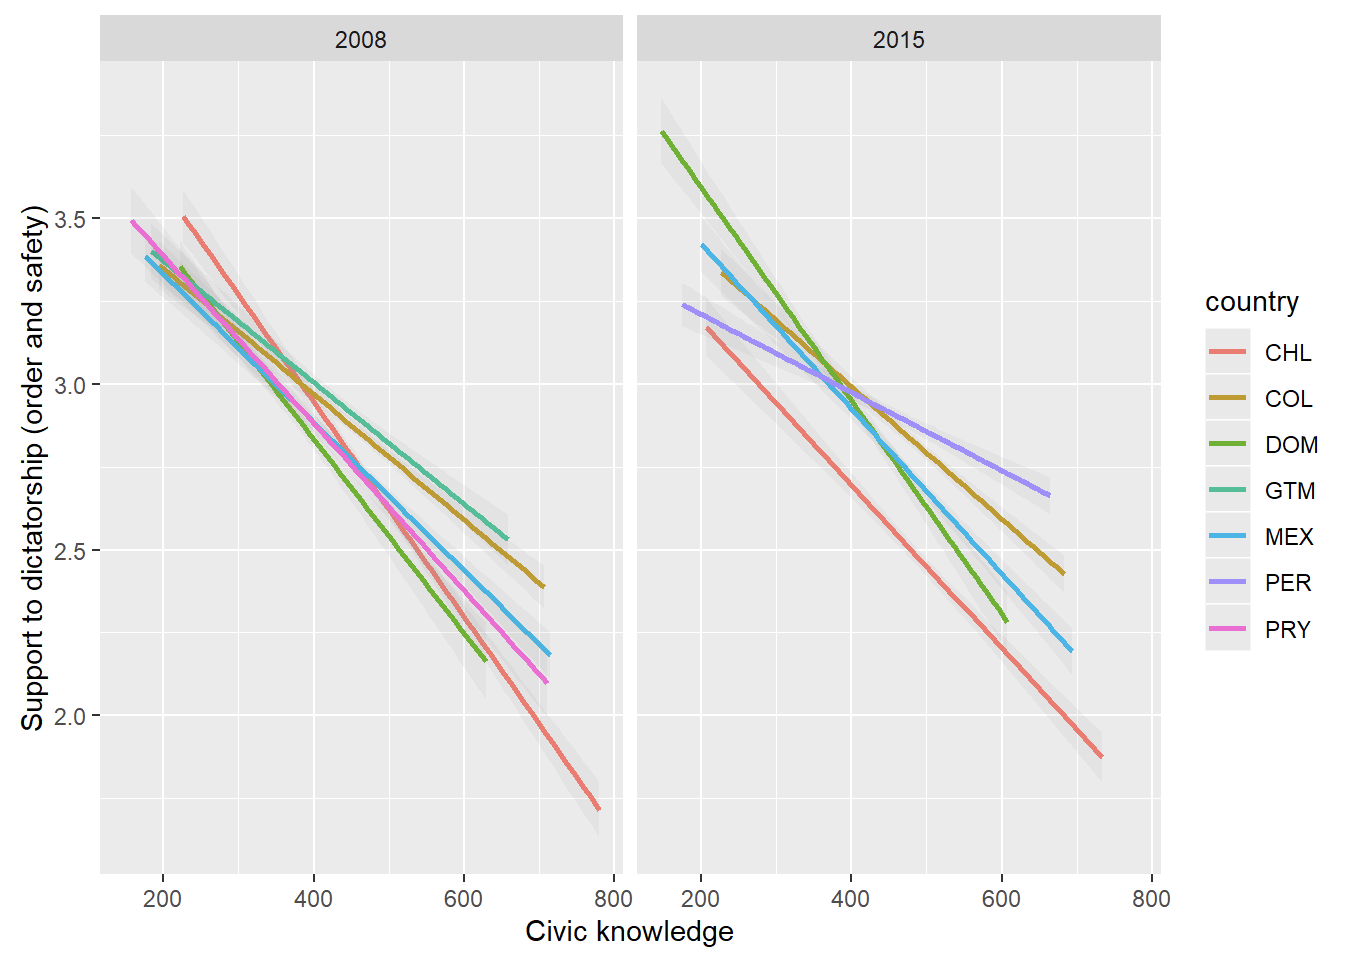 2008
2015
Support to dictatorship (order and safety)
3.5
3.0
2.5
2.0
200
400
600
800
200
400
600
800
Civic knowledge
country
CHL
COL
DOM
GTM
MEX
PER
PRY